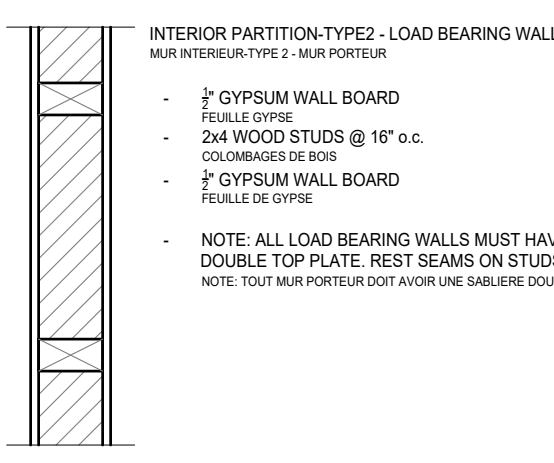 INTERIOR PARTITION-TYPE2 - LOAD BEARING WALL
MUR INTERIEUR-TYPE 2 - MUR PORTEUR
- 1/2" GYPSUM WALL BOARD
FEUILLE GYPSE
- 2x4 WOOD STUDS @ 16" o.c.
COLOMBAGES DE BOIS
- 1/2" GYPSUM WALL BOARD
FEUILLE DE GYPSE
- NOTE: ALL LOAD BEARING WALLS MUST
DOUBLE TOP PLATE. REST SEAMS ON STUDS
NOTE: TOUT MUR PORTEUR DOIT AVOIR UNE SABLIERE